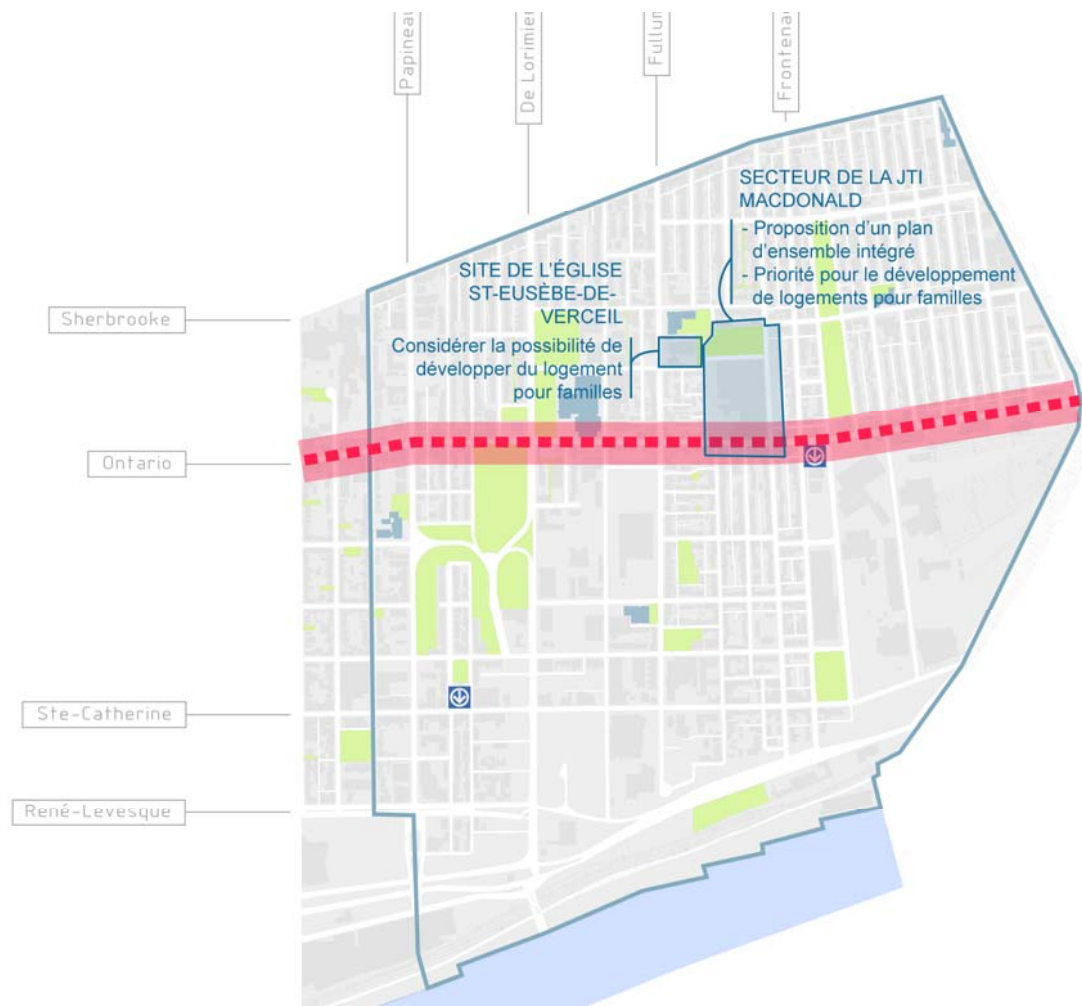 Papineau
De Lorimier
Fullum
Frontenac
SECTEUR DE LA JTI
MACDONALD
- Proposition d'un plan
d'ensemble intégré
- Priorité pour le développement
de logements pour familles
SITE DE L'ÉGLISE
ST-EUSÈBE-DE-
VERCEIL
Considérer la possibilité de
développer du logement
pour familles
Sherbrooke
Ontario
Ste-Catherine
René-Levesque